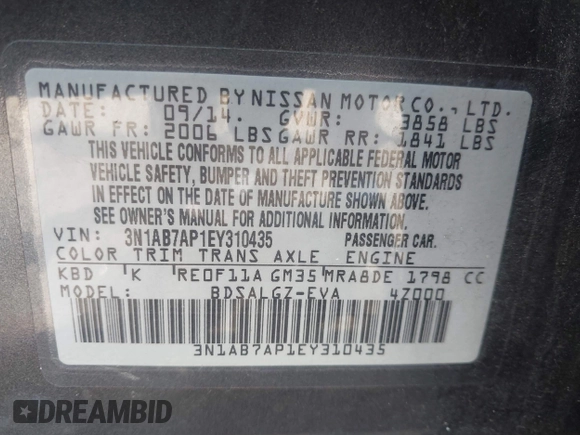 MANUFACTURED BY NISSAN MOTOR CO., LTD.
DATE: 09/14. GVWR: 3858 LBS
GAWR FR: 2006 LBS GAWR RR: 1841 LBS
THIS VEHICLE CONFORMS TO ALL APPLICABLE FEDERAL MOTOR
VEHICLE SAFETY, BUMPER AND THEFT PREVENTION STANDARDS
IN EFFECT ON THE DATE OF MANUFACTURE SHOWN ABOVE.
SEE OWNER'S MANUAL FOR ADDITIONAL INFORMATION.
VIN: 3N1AB7AP1EY310435 PASSENGER CAR.
COLOR TRIM TRANS AXLE ENGINE
KBD K RE0F11A GM35 MRA8DE 1798 CC
MODEL: BDSALGZ-EVA 4Z000
3N1AB7AP1EY310435
DREAMBID